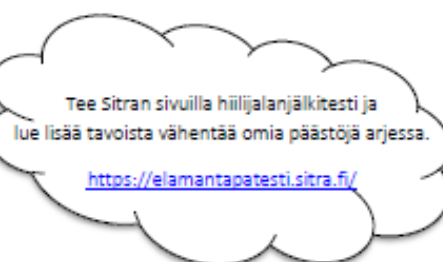 Tee Sitran sivuilla hiilijalanjälkitesti ja
lue lisää tavoista vähentää omia päästöjä arjessa.
https://elamantapatesti.sitra.fi/